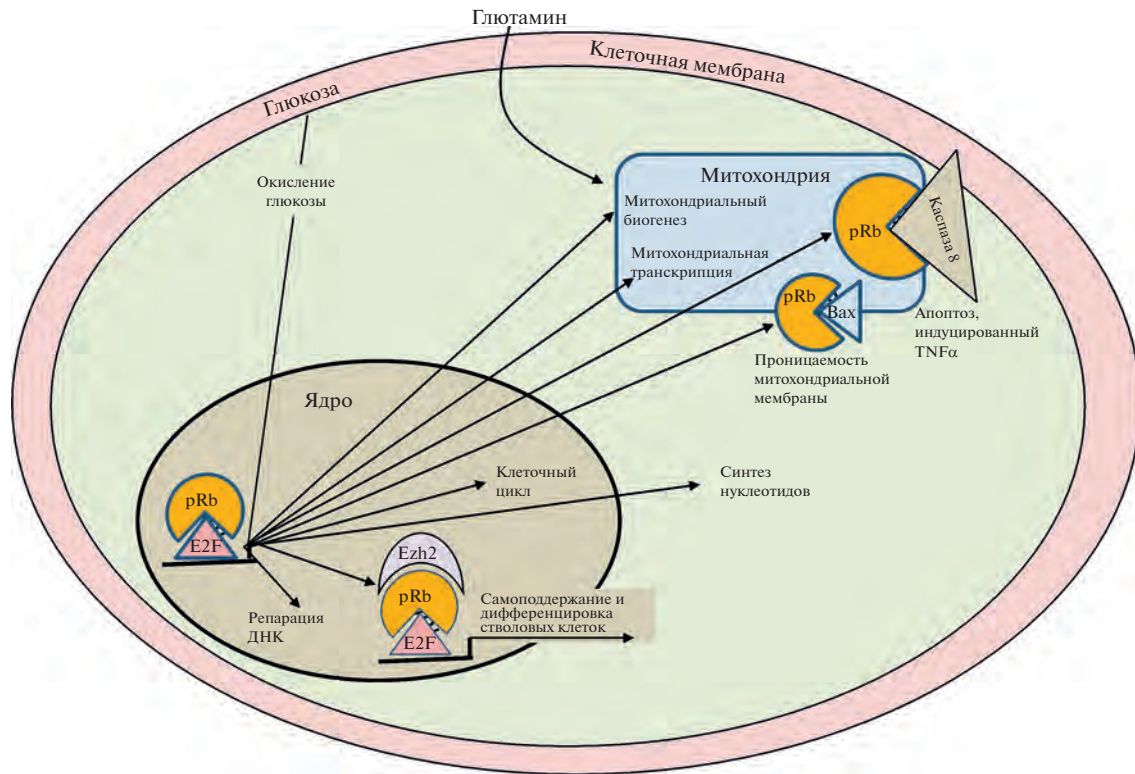 Глютамин
Клеточная мембрана
Глюкоза
Окисление
глюкозы
Митохондрия
Митохондриальный
биогенез
Митохондриальная
транскрипция
pRb
Каспаза 8
pRb
Bax
Апоптоз,
индуцированный
TNFα
Проницаемость
митохондриальной
мембраны
Ядро
Клеточный
цикл
Синтез
нуклеотидов
pRb
E2F
Ezh2
pRb
E2F
Репарация
ДНК
Самоподдержание и
дифференцировка
стволовых клеток